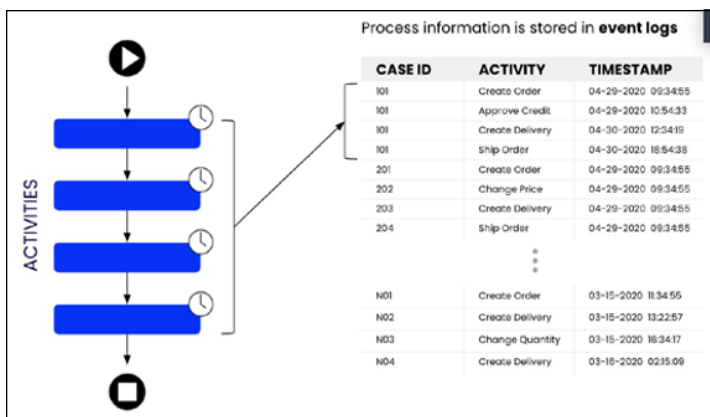 Process information is stored in event logs
CASE ID ACTIVITY TIMESTAMP
101 Create Order 04-29-2020 09:34:55
101 Approve Credit 04-29-2020 10:54:33
101 Create Delivery 04-30-2020 12:34:19
101 Ship Order 04-30-2020 18:54:38
201 Create Order 04-29-2020 09:34:55
202 Change Price 04-29-2020 09:34:55
203 Create Delivery 04-29-2020 09:34:55
204 Ship Order 04-29-2020 09:34:55
N01 Create Order 03-15-2020 11:34:55
N02 Create Delivery 03-15-2020 13:22:57
N03 Change Quantity 03-15-2020 16:34:17
N04 Create Delivery 03-16-2020 02:15:09
ACTIVITIES